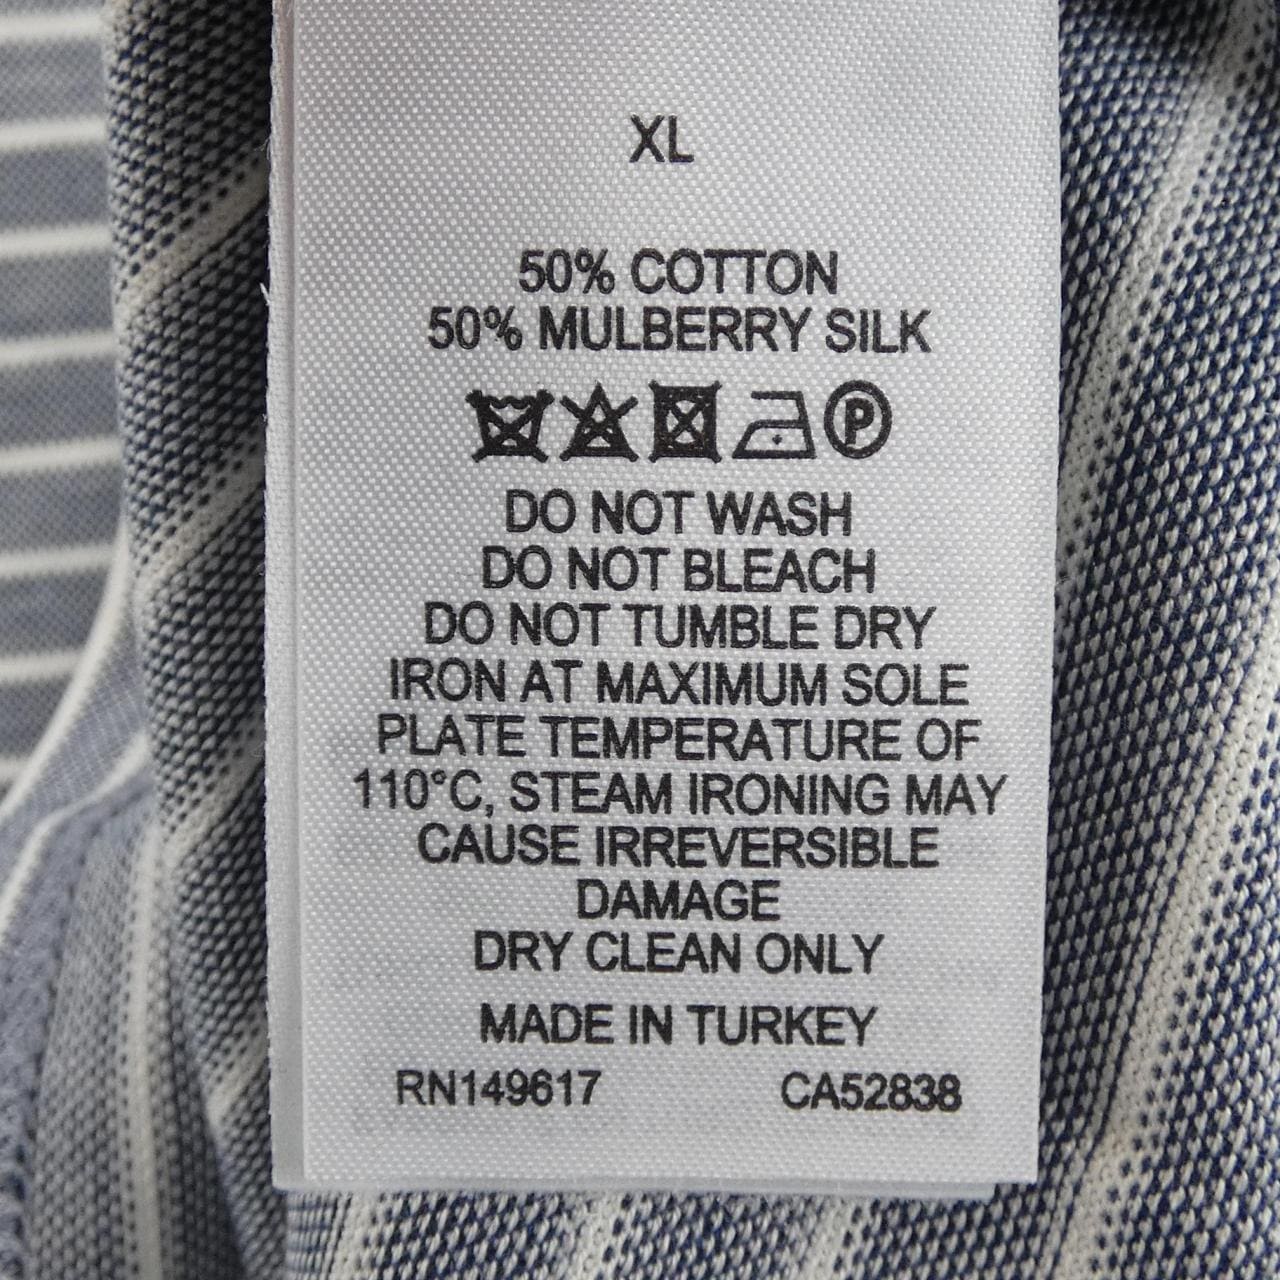 XL
50% COTTON
50% MULBERRY SILK
P
DO NOT WASH
DO NOT BLEACH
DO NOT TUMBLE DRY
IRON AT MAXIMUM SOLE
PLATE TEMPERATURE OF
110°C, STEAM IRONING MAY
CAUSE IRREVERSIBLE
DAMAGE
DRY CLEAN ONLY
MADE IN TURKEY
RN149617 CA52838